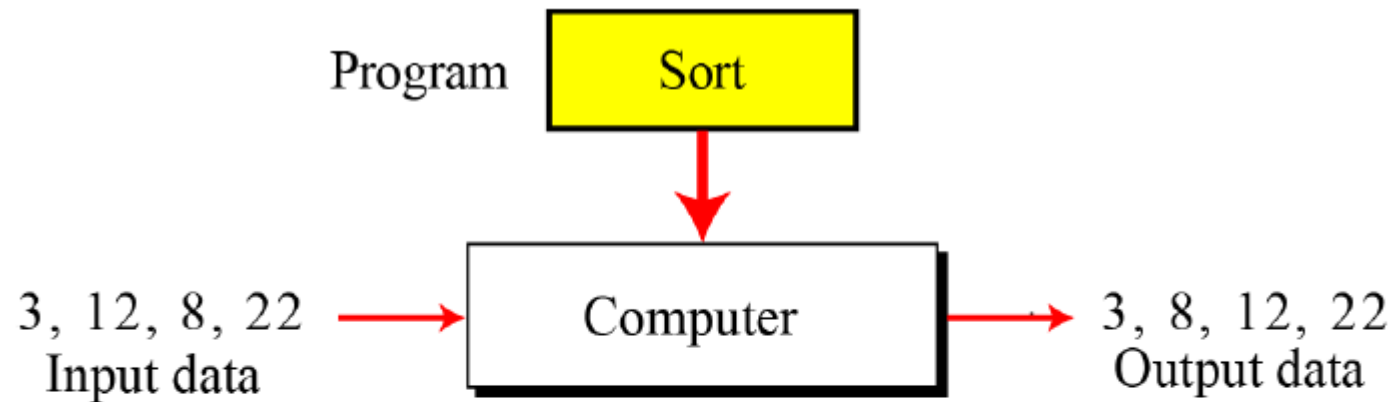 Program
Sort
3, 12, 8, 22
Input data
Computer
3, 8, 12, 22
Output data